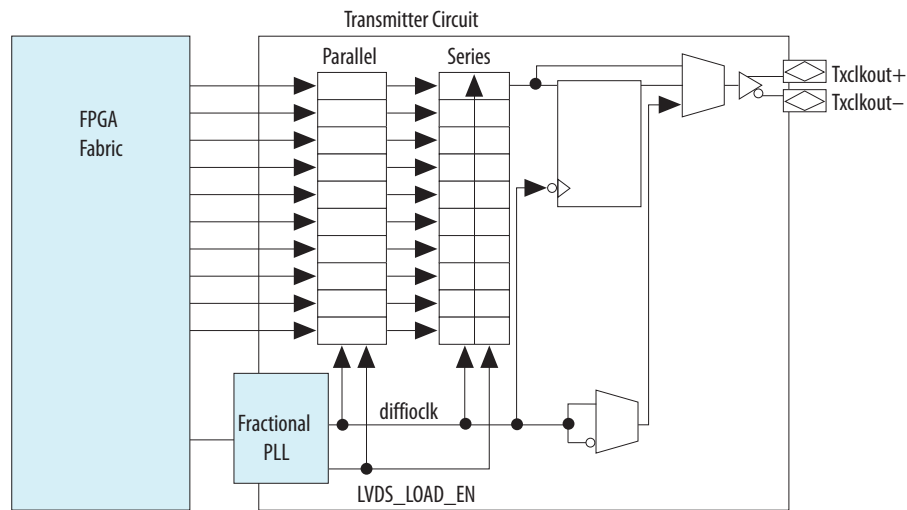 Transmitter Circuit
Parallel
Series
Txclkout+
Txclkout–
FPGA
Fabric
Fractional
PLL
diffioclk
LVDS_LOAD_EN